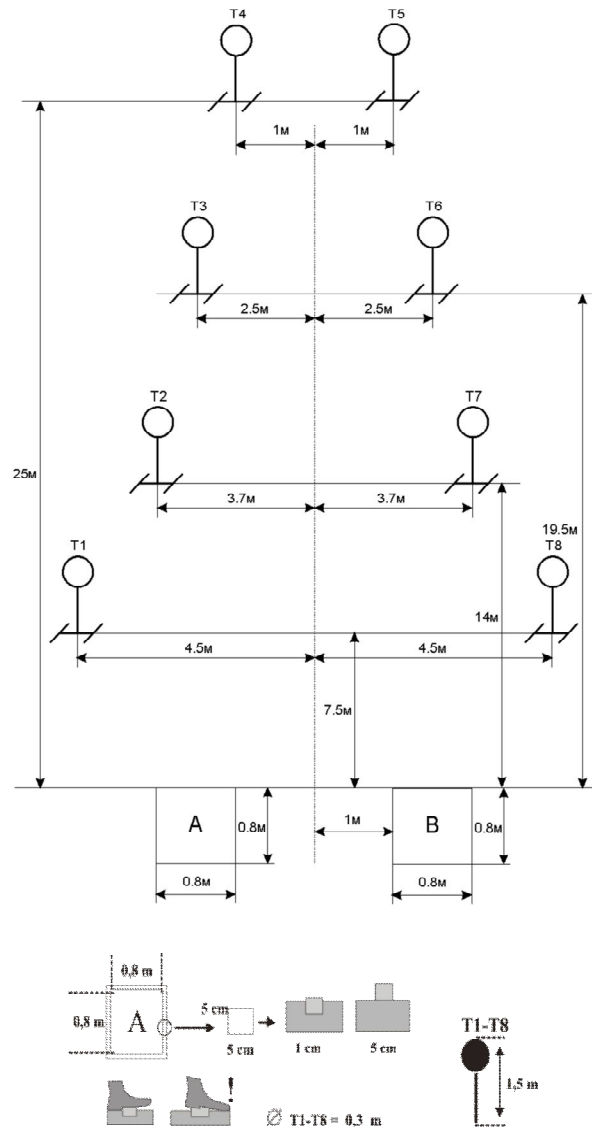 T4 T5
1м 1м
T3 T6
2.5м 2.5м
T2 T7
25м
3.7м 3.7м
19.5м
T1 T8
14м
4.5м 4.5м
7.5м
A 0.8м 1м B 0.8м
0.8м 0.8м
0,8 m
5 cm
0,8 m A T1-T8
5 cm 1 cm 5 cm
1,5 m
!
Ø T1-T8 = 0,3 m